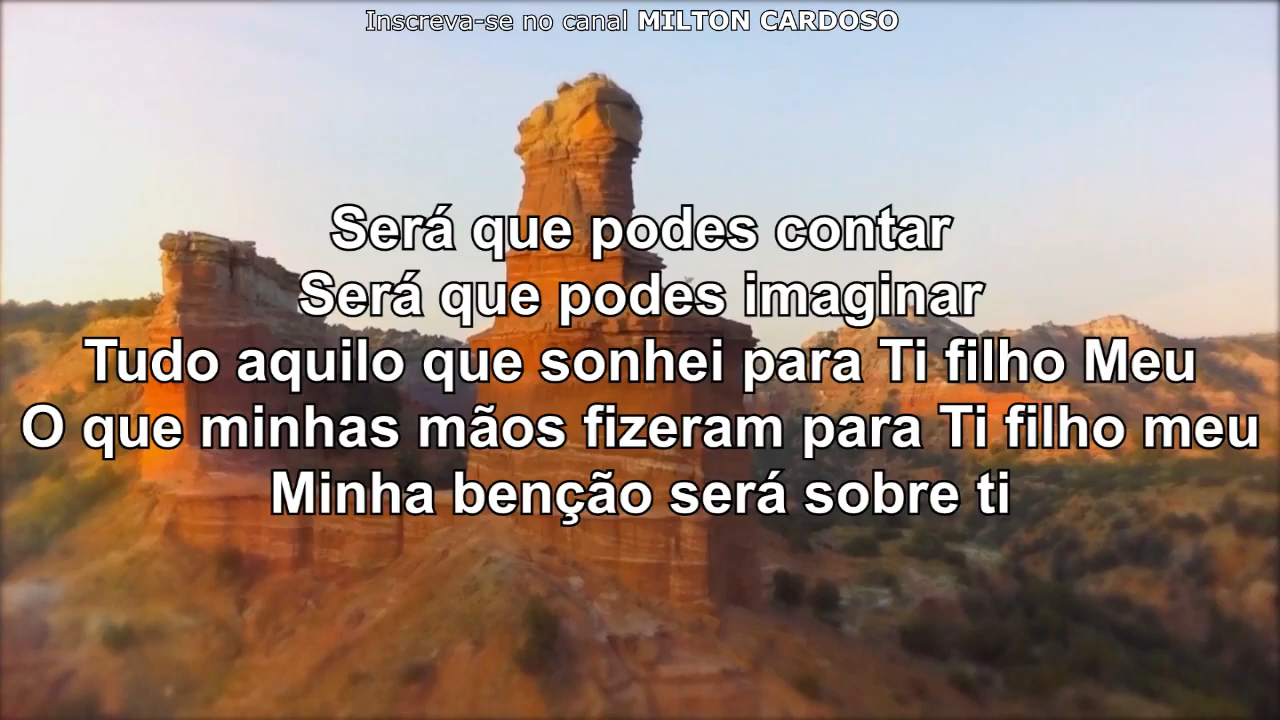 Inscreva-se no canal MILTON CARDOSO
Será que podes contar
Será que podes imaginar
Tudo aquilo que sonhei para Ti filho Meu
O que minhas mãos fizeram para Ti filho meu
Minha benção será sobre ti